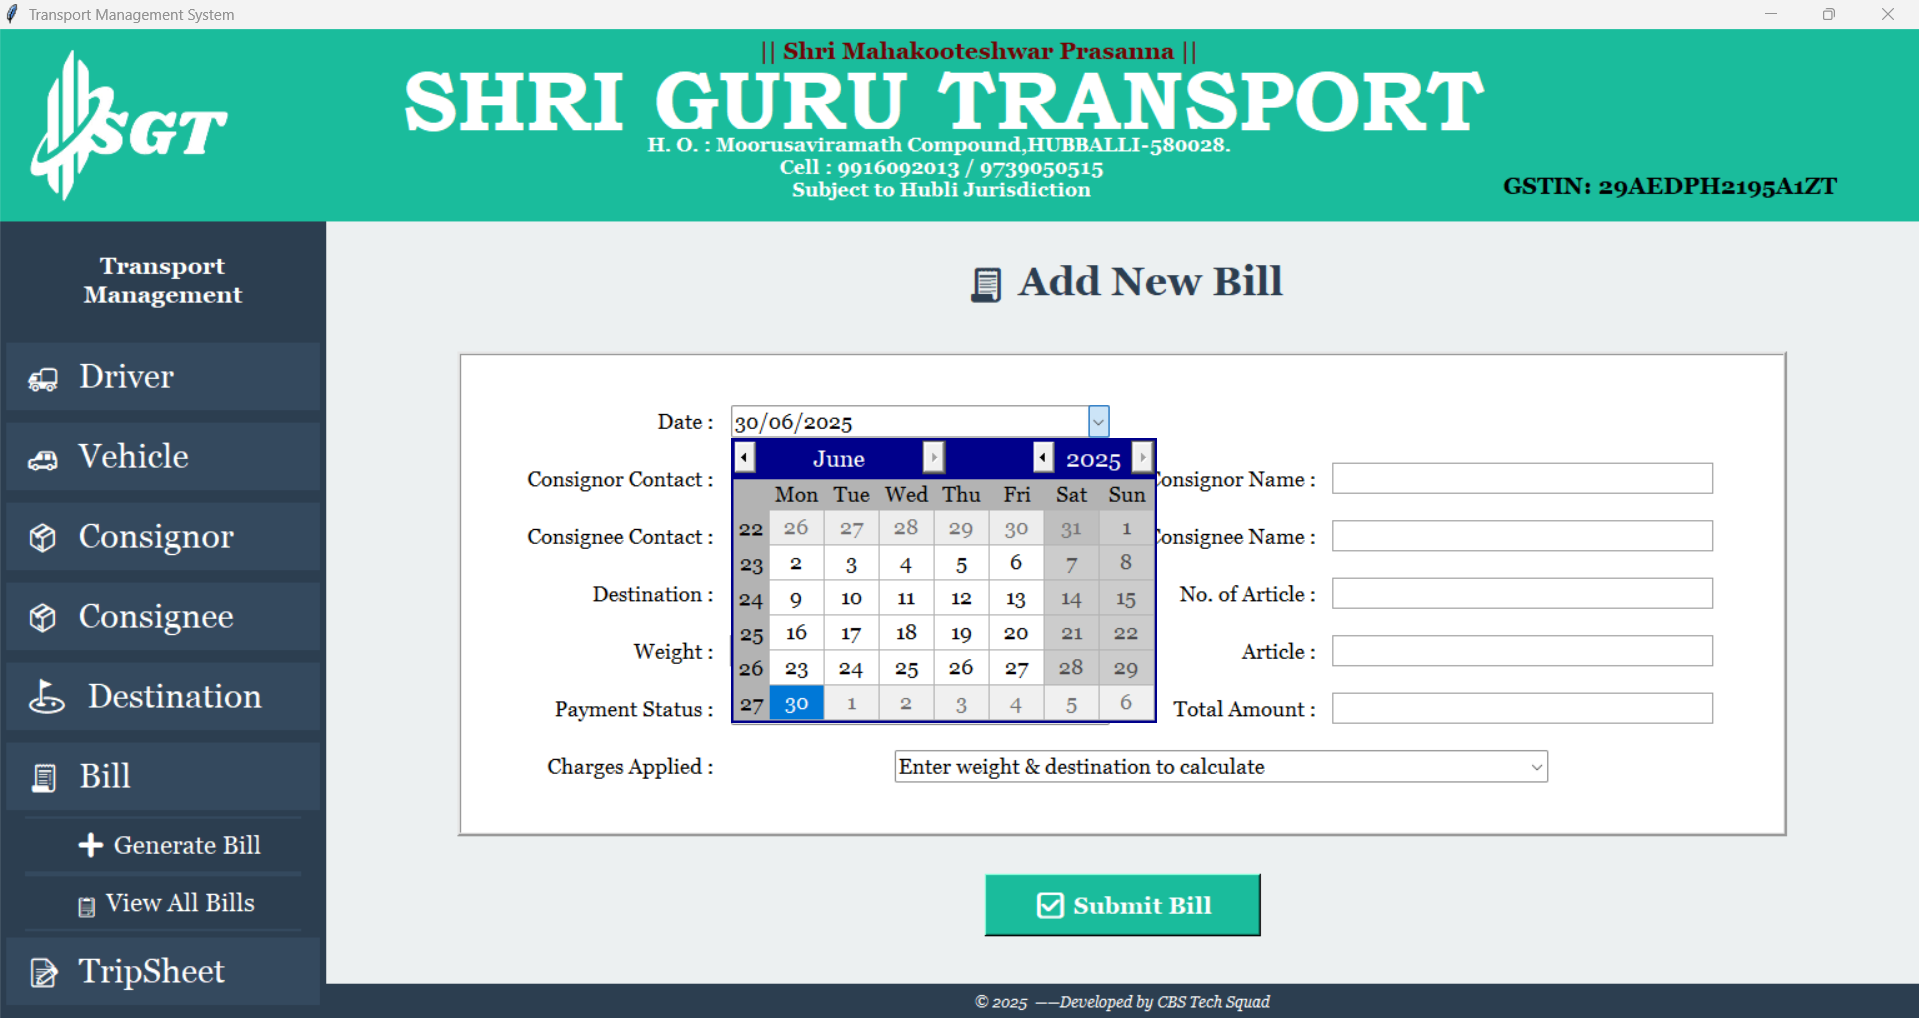 Transport Management System
|| Shri Mahakooteshwar Prasanna ||
SGT
SHRI GURU TRANSPORT
H. O. : Moorusaviramath Compound,HUBBALLI-580028.
Cell : 9916092013 / 9739050515
Subject to Hubli Jurisdiction
GSTIN: 29AEDPH2195A1ZT
Transport
Management
Driver
Vehicle
Consignor
Consignee
Destination
Bill
Generate Bill
View All Bills
TripSheet
Add New Bill
Date : 30/06/2025
June 2025
Mon Tue Wed Thu Fri Sat Sun
22 26 27 28 29 30 31 1
23 2 3 4 5 6 7 8
24 9 10 11 12 13 14 15
25 16 17 18 19 20 21 22
26 23 24 25 26 27 28 29
27 30 1 2 3 4 5 6
Consignor Contact : onsignor Name :
Consignee Contact : onsignee Name :
Destination : No. of Article :
Weight : Article :
Payment Status : Total Amount :
Charges Applied : Enter weight & destination to calculate
Submit Bill
© 2025 ——Developed by CBS Tech Squad